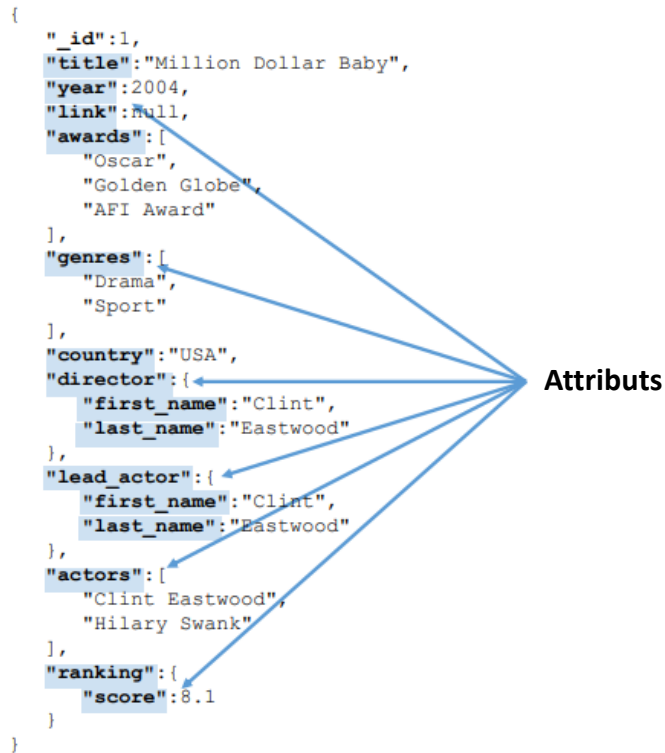 {
"_id":1,
"title":"Million Dollar Baby",
"year":2004,
"link":null,
"awards":[
"Oscar",
"Golden Globe",
"AFI Award"
],
"genres":[
"Drama",
"Sport"
],
"country":"USA",
"director":{
Attributs
"first_name":"Clint",
"last_name":"Eastwood"
},
"lead_actor":{
"first_name":"Clint",
"last_name":"Eastwood"
},
"actors":[
"Clint Eastwood",
"Hilary Swank"
],
"ranking":{
"score":8.1
}
}